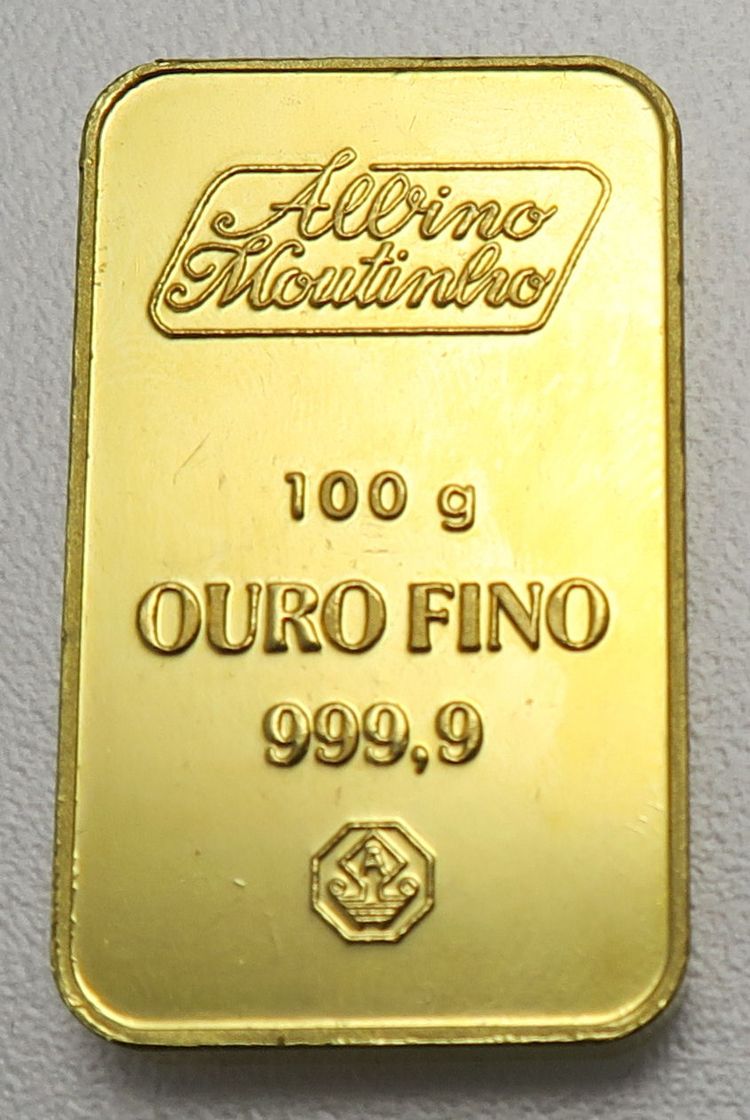 Albino
Moutinho
100 g
OURO FINO
999,9
A